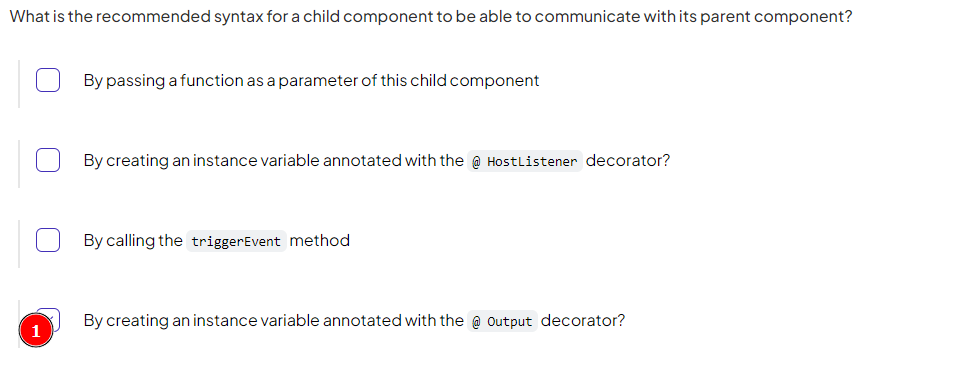 What is the recommended syntax for a child component to be able to communicate with its parent component?
By passing a function as a parameter of this child component
By creating an instance variable annotated with the @ HostListener decorator?
By calling the triggerEvent method
By creating an instance variable annotated with the @ Output decorator?
1